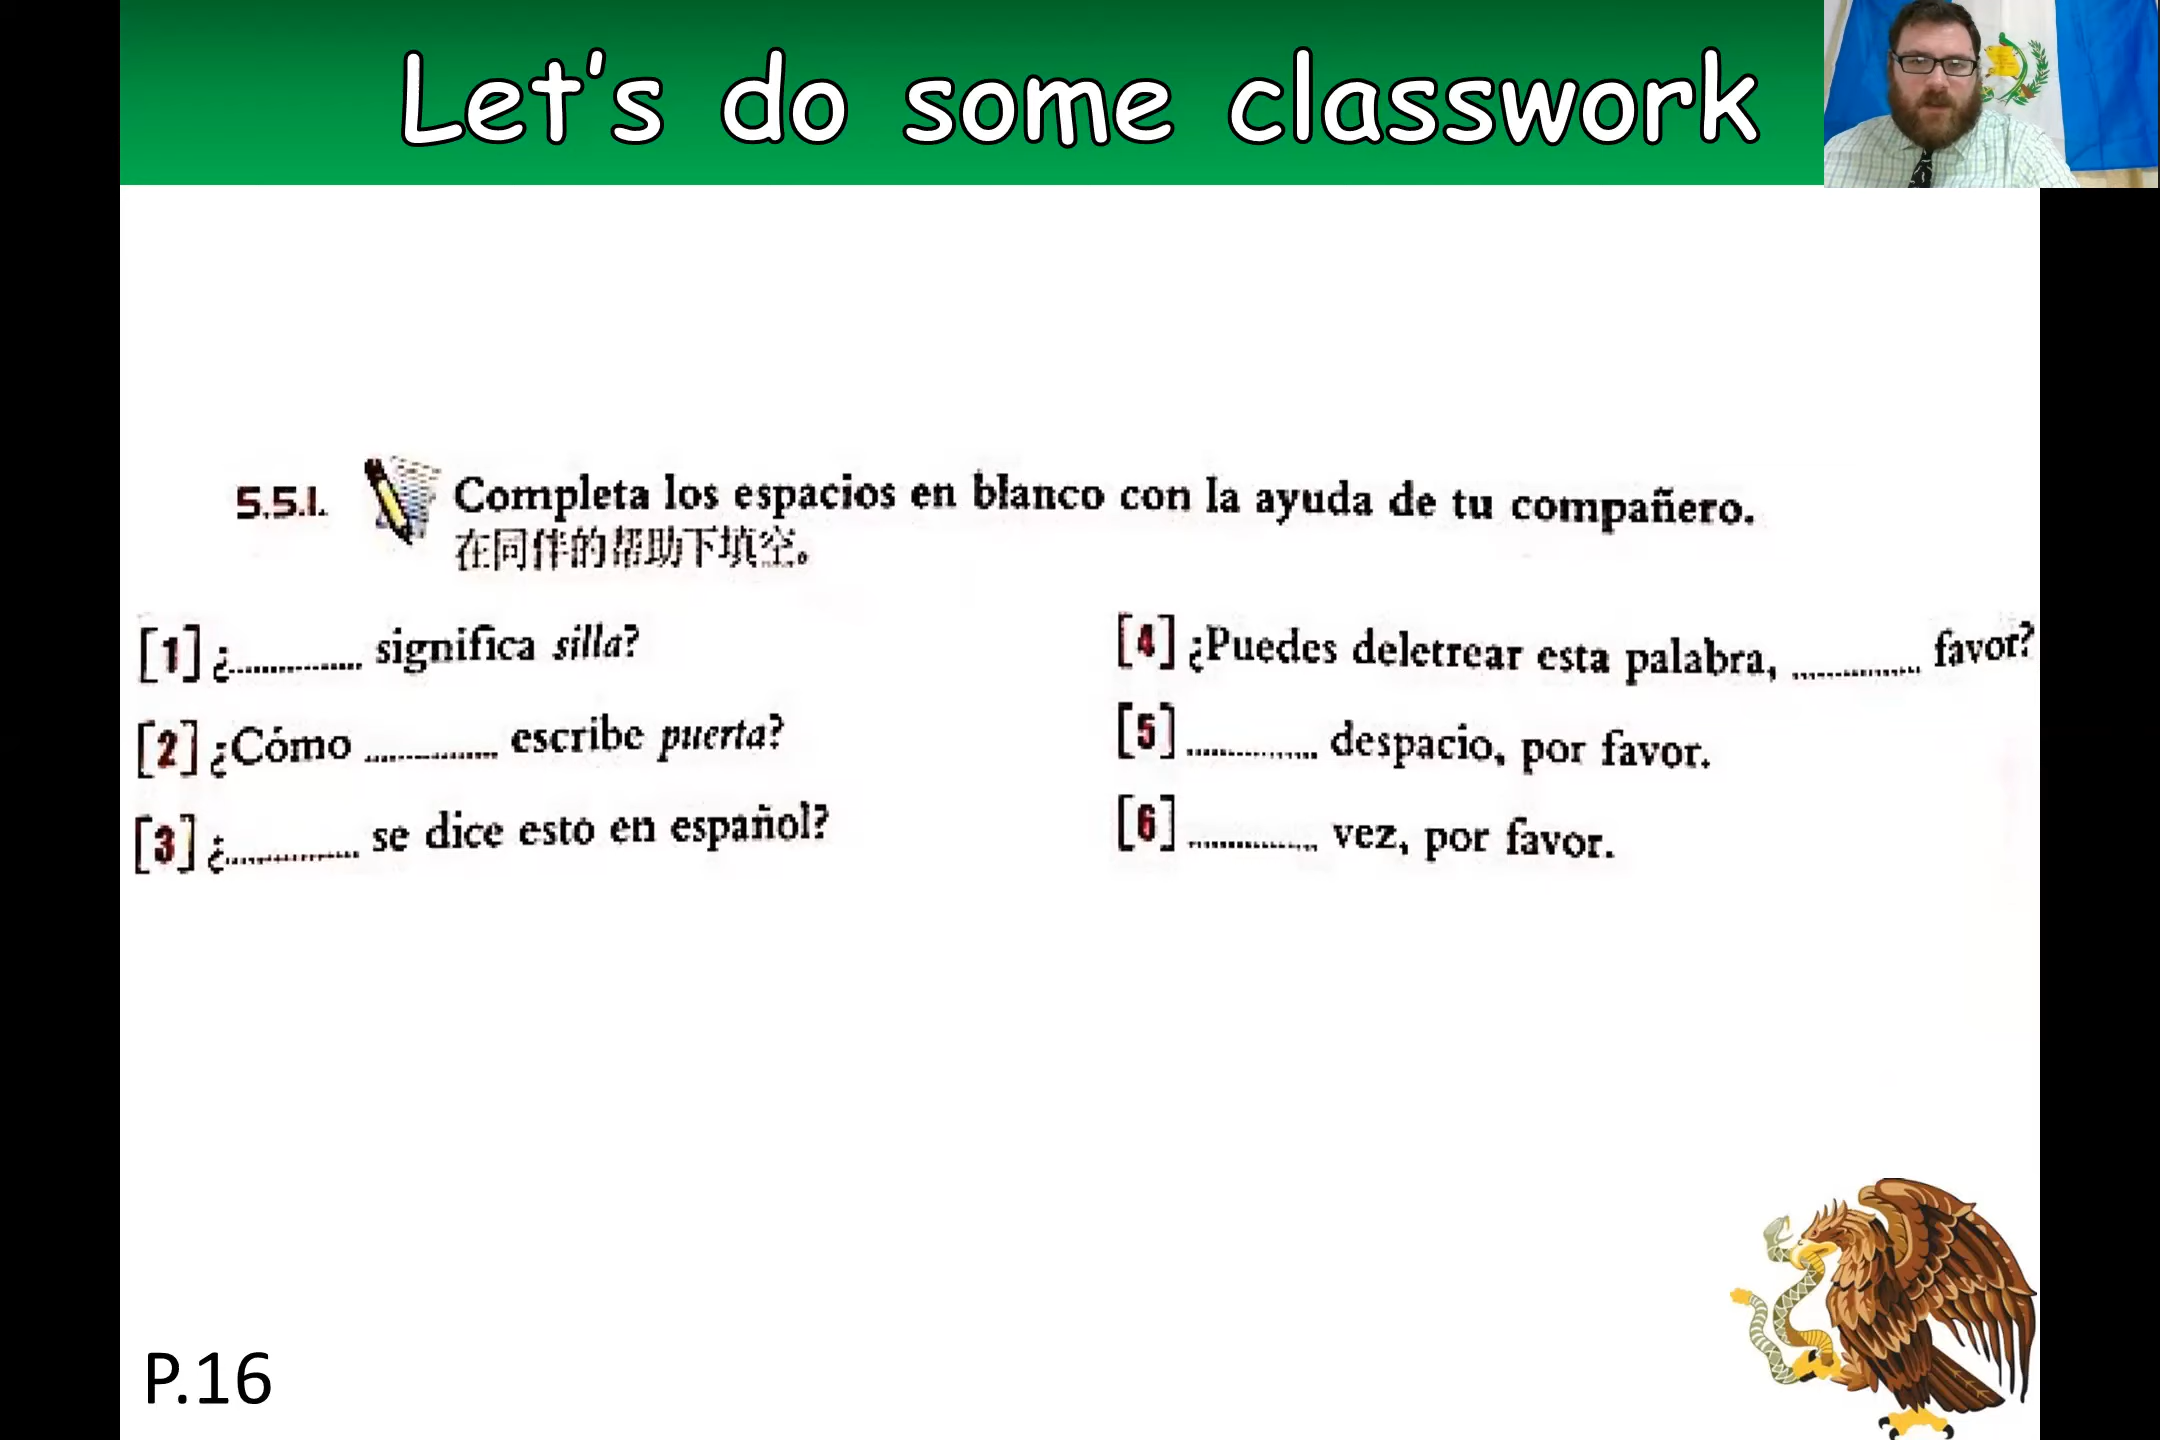 Let's do some classwork
5.5.1. Completa los espacios en blanco con la ayuda de tu compañero.
在同伴的帮助下填空。
[1] ¿.............. significa silla?
[2] ¿Cómo .............. escribe puerta?
[3] ¿.............. se dice esto en español?
[4] ¿Puedes deletrear esta palabra, .............. favor?
[5] .............. despacio, por favor.
[6] .............. vez, por favor.
P.16